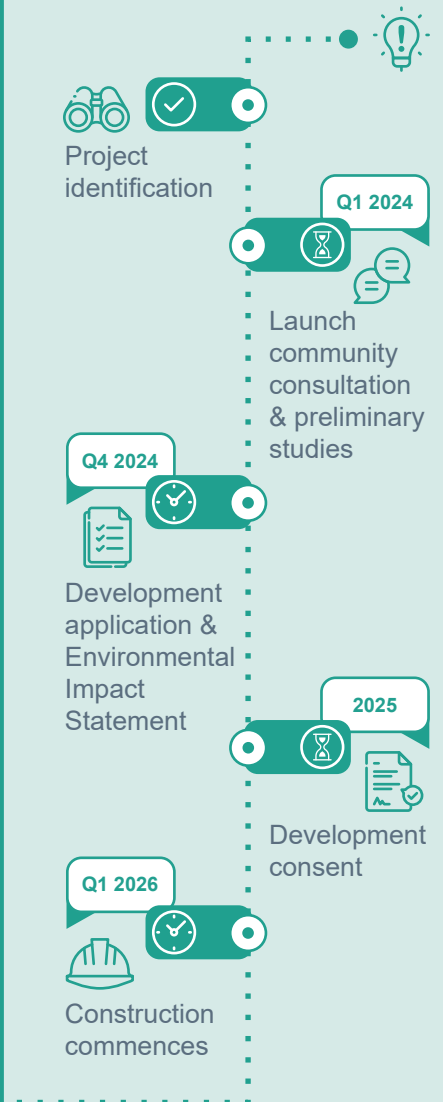 Project
identification
Q1 2024
Launch
community
consultation
& preliminary
studies
Q4 2024
Development
application &
Environmental
Impact
Statement
2025
Development
consent
Q1 2026
Construction
commences